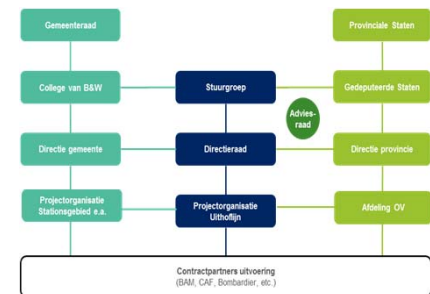 Gemeenteraad
Provinciale Staten
College van B&W
Stuurgroep
Gedeputeerde Staten
Advies-
raad
Directie gemeente
Directieraad
Directie provincie
Projectorganisatie
Stationsgebied e.a.
Projectorganisatie
Uithoflijn
Afdeling OV
Contractpartners uitvoering
(BAM, CAF, Bombardier, etc.)